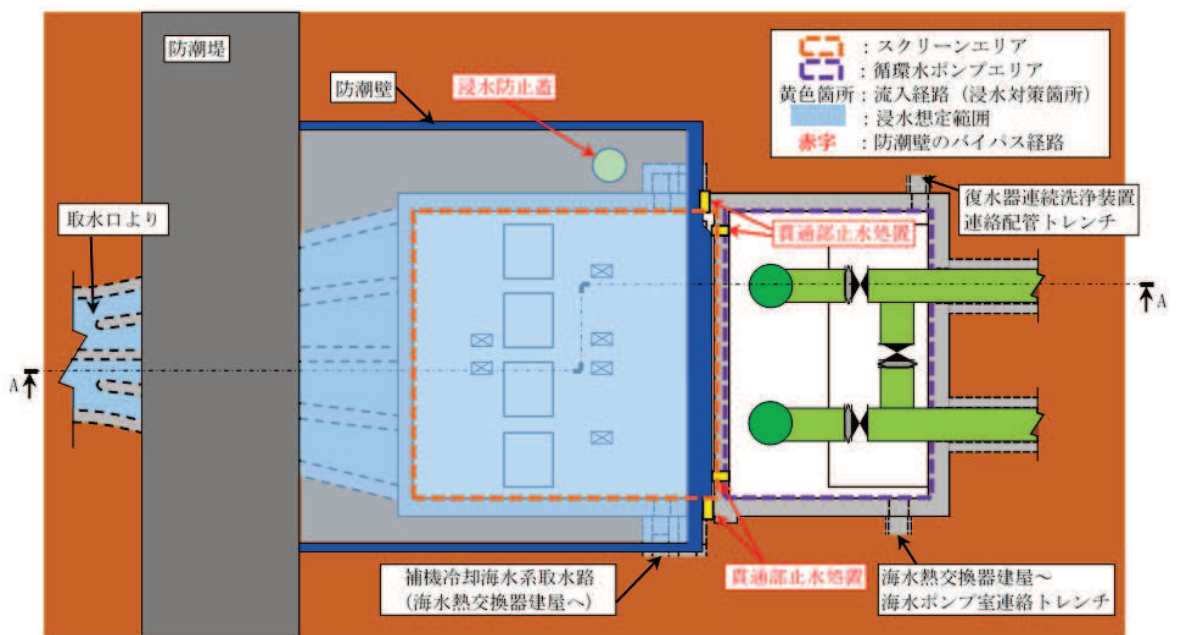 防潮堤
防潮壁
浸水防止蓋
：スクリーンエリア
：循環水ポンプエリア
黄色箇所：流入経路（浸水対策箇所）
：浸水想定範囲
赤字：防潮壁のバイパス経路
取水口より
復水器連続洗浄装置
連絡配管トレンチ
貫通部止水処置
A
A
補機冷却海水系取水路
(海水熱交換器建屋へ)
貫通部止水処置
海水熱交換器建屋～
海水ポンプ室連絡トレンチ